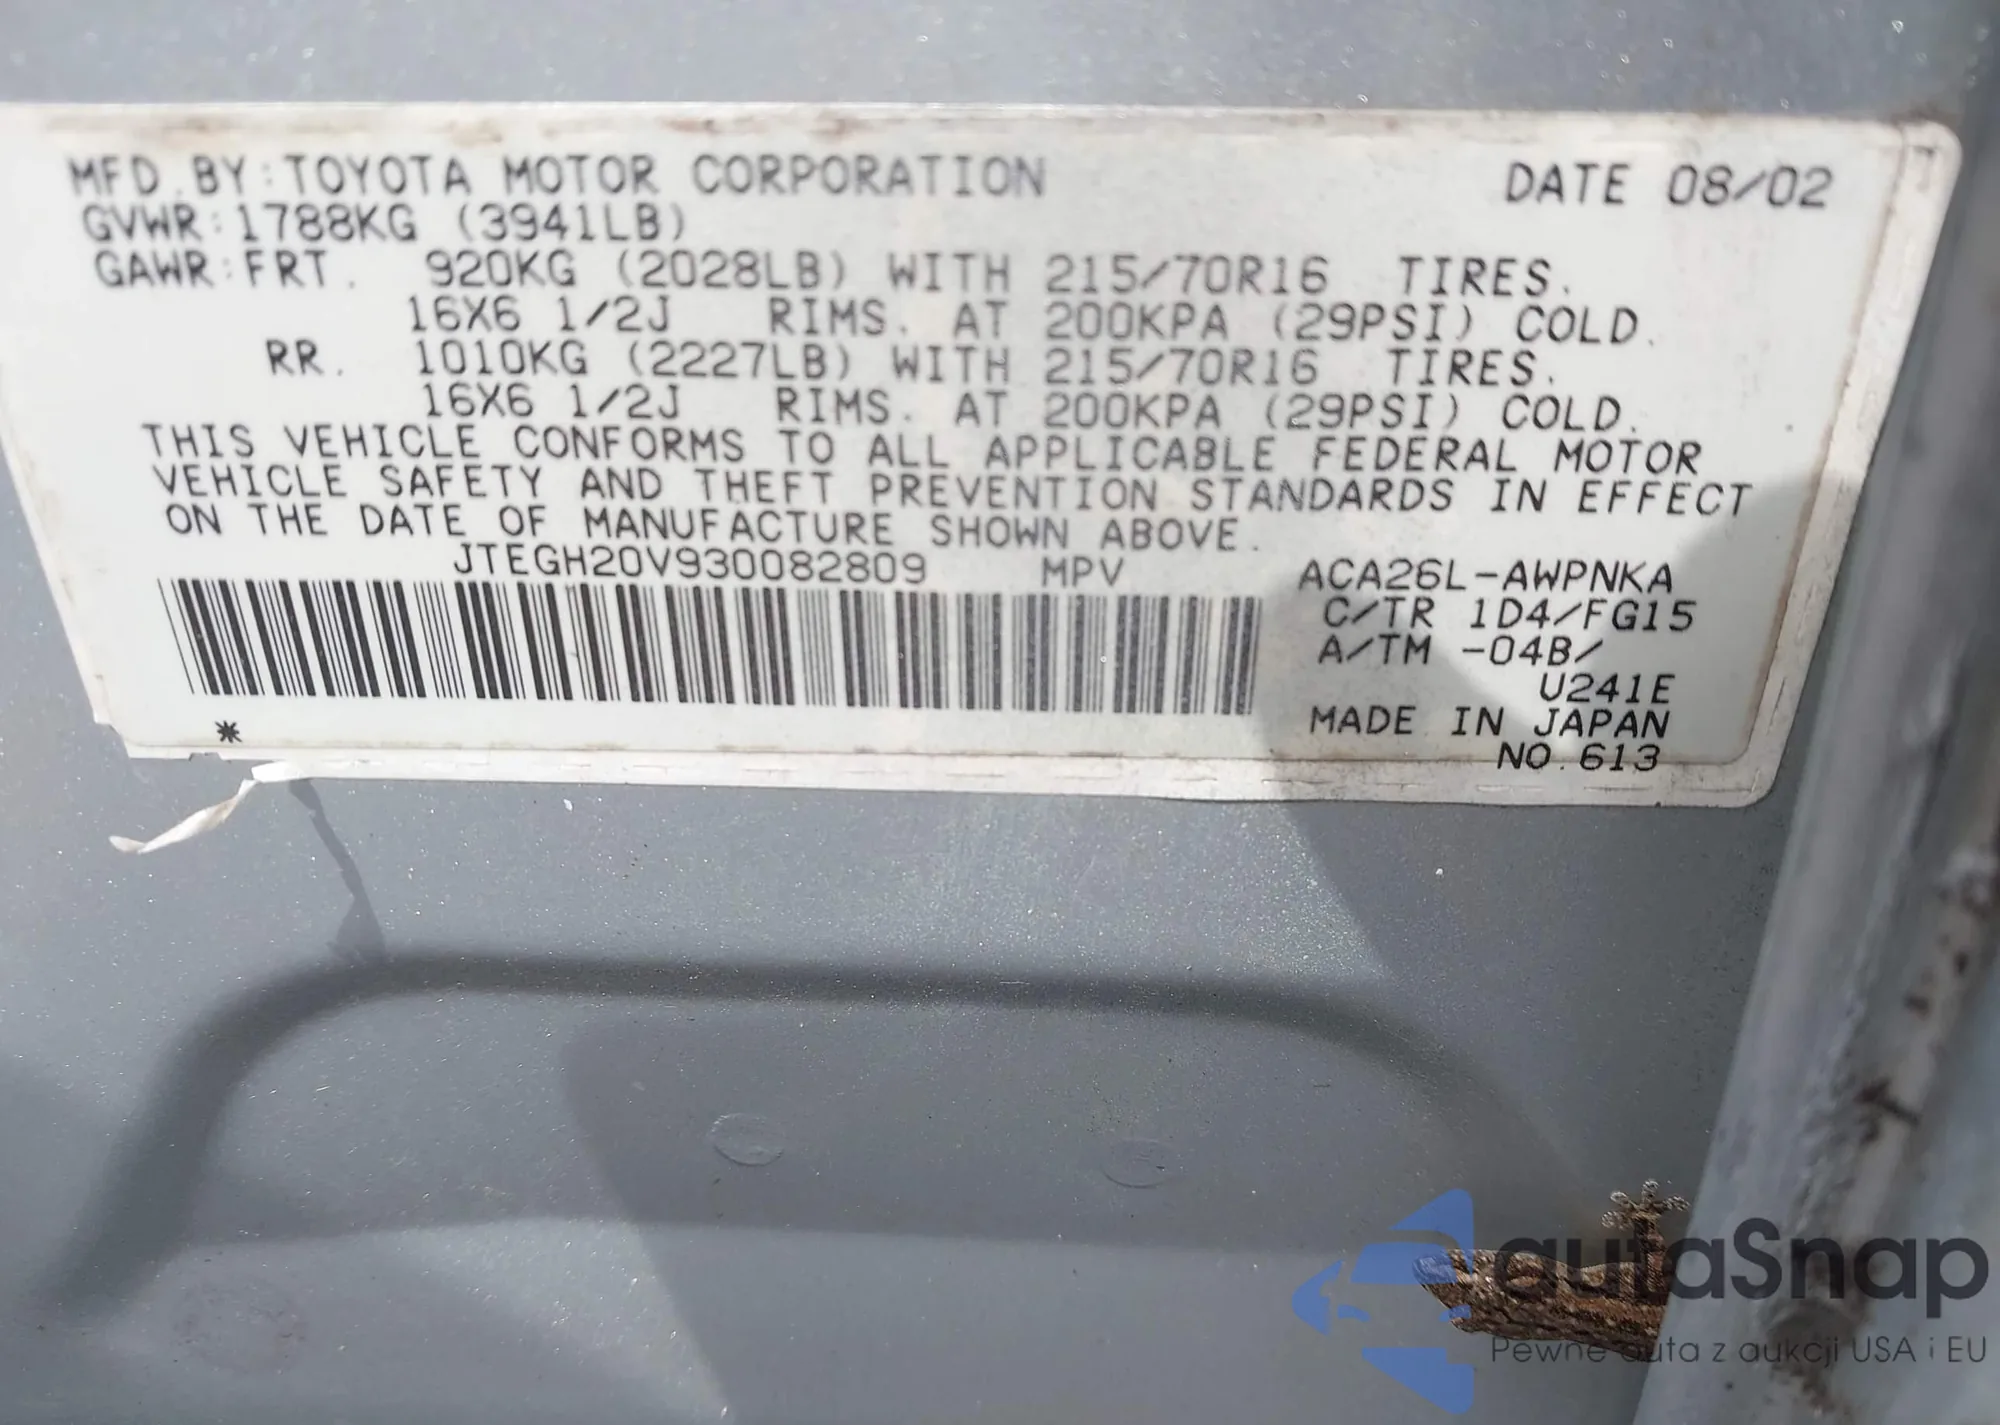 MFD.BY:TOYOTA MOTOR CORPORATION DATE 08/02
GVWR:1788KG (3941LB)
GAWR:FRT. 920KG (2028LB) WITH 215/70R16 TIRES.
16X6 1/2J RIMS. AT 200KPA (29PSI) COLD.
RR. 1010KG (2227LB) WITH 215/70R16 TIRES.
16X6 1/2J RIMS. AT 200KPA (29PSI) COLD.
THIS VEHICLE CONFORMS TO ALL APPLICABLE FEDERAL MOTOR
VEHICLE SAFETY AND THEFT PREVENTION STANDARDS IN EFFECT
ON THE DATE OF MANUFACTURE SHOWN ABOVE.
JTEGH20V930082809 MPV ACA26L-AWPNKA
C/TR 1D4/FG15
A/TM -04B/
U241E
* MADE IN JAPAN
NO.613
autaSnap
Pewne auta z aukcji USA i EU